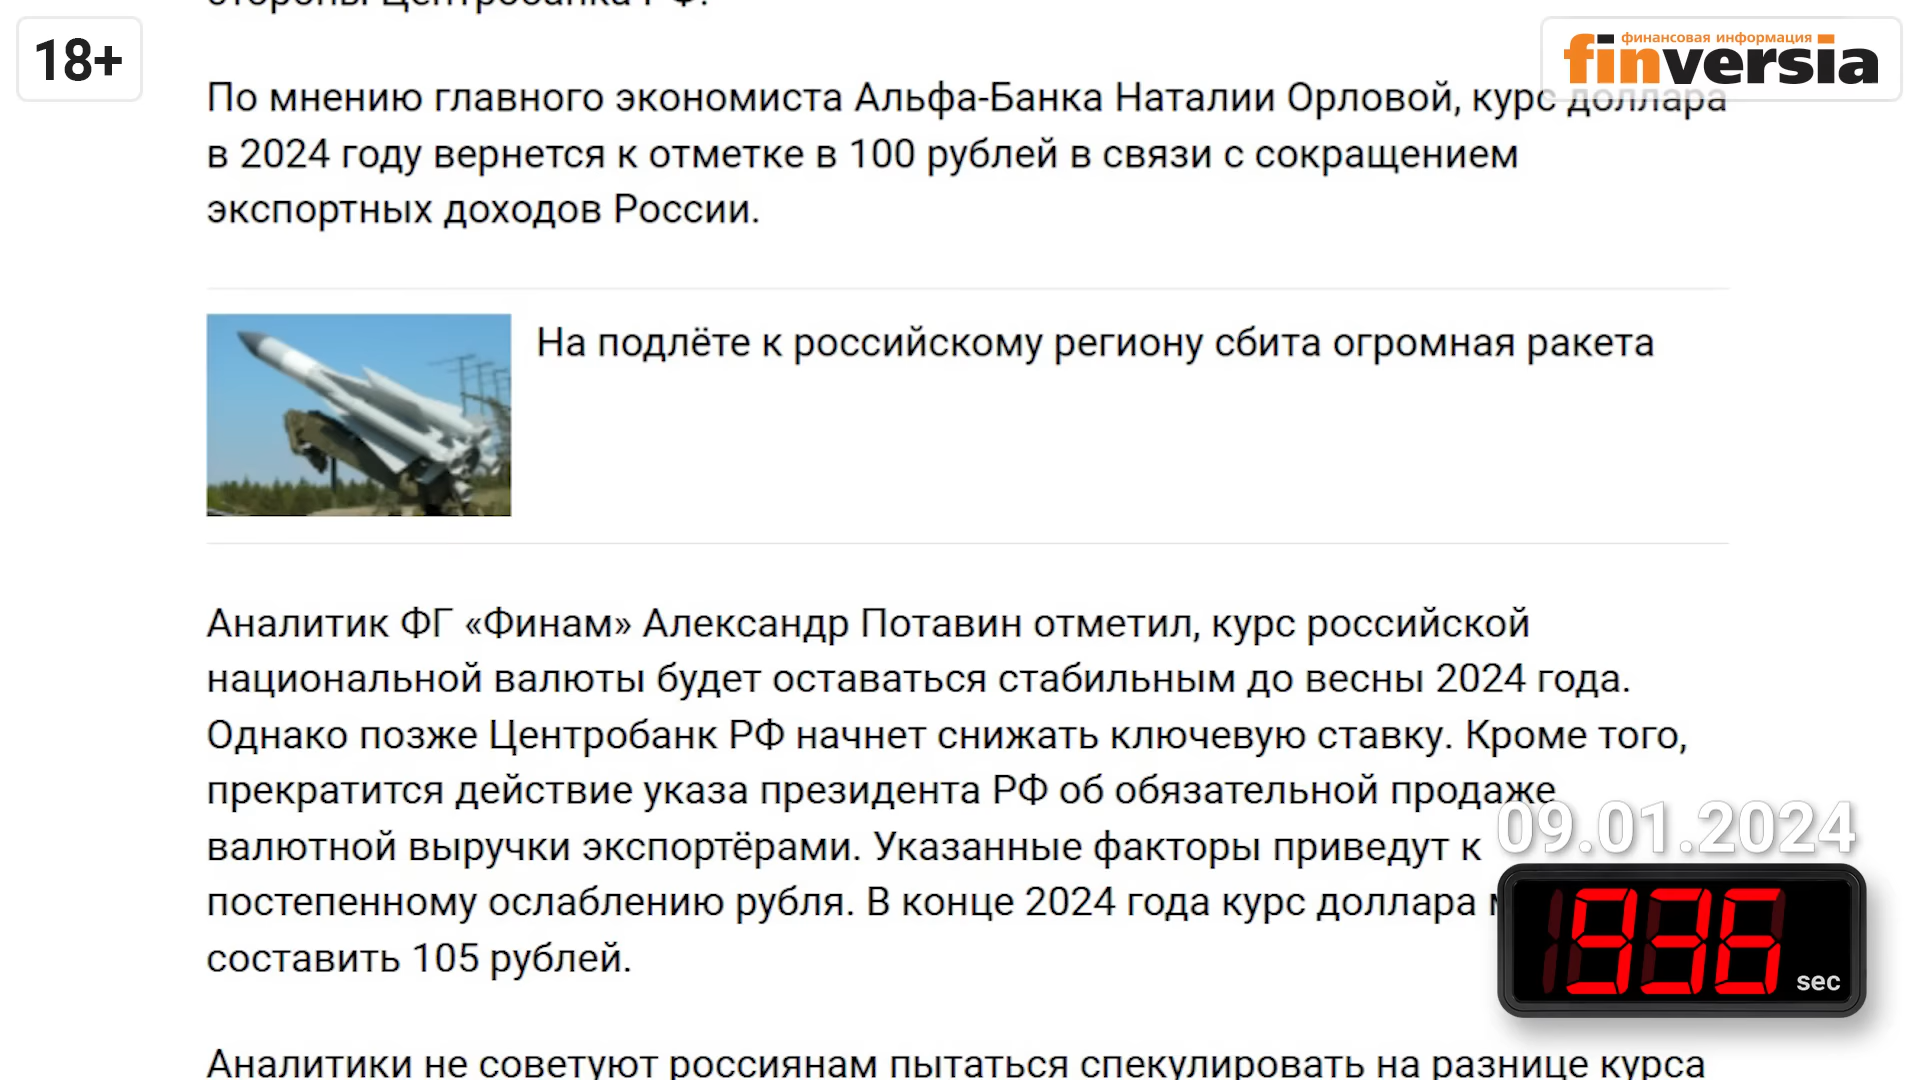 стороны Центробанка РФ.
18+
финансовая информация
finversia
По мнению главного экономиста Альфа-Банка Наталии Орловой, курс доллара
в 2024 году вернется к отметке в 100 рублей в связи с сокращением
экспортных доходов России.
На подлёте к российскому региону сбита огромная ракета
Аналитик ФГ «Финам» Александр Потавин отметил, курс российской
национальной валюты будет оставаться стабильным до весны 2024 года.
Однако позже Центробанк РФ начнет снижать ключевую ставку. Кроме того,
прекратится действие указа президента РФ об обязательной продаже
валютной выручки экспортёрами. Указанные факторы приведут к
постепенному ослаблению рубля. В конце 2024 года курс доллара
составить 105 рублей.
09.01.2024
936 sec
Аналитики не советуют россиянам пытаться спекулировать на разнице курса